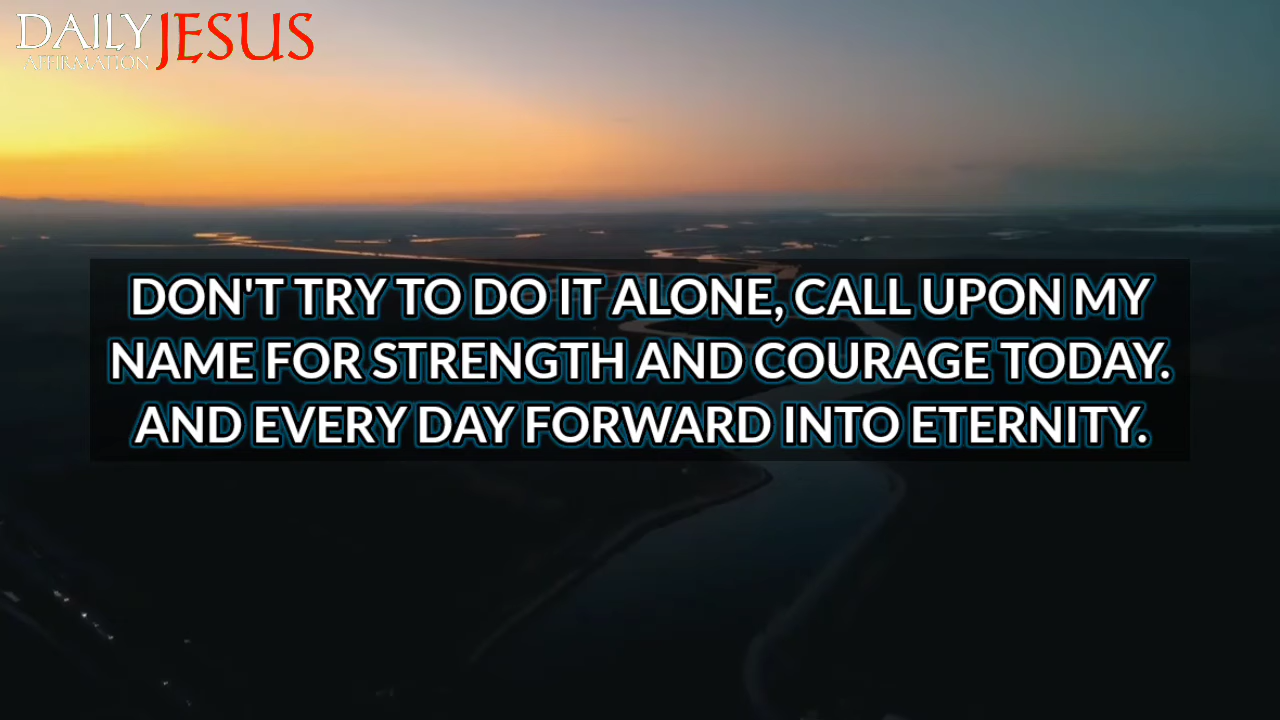 DAILY JESUS
AFFIRMATION
DON'T TRY TO DO IT ALONE, CALL UPON MY
NAME FOR STRENGTH AND COURAGE TODAY.
AND EVERY DAY FORWARD INTO ETERNITY.